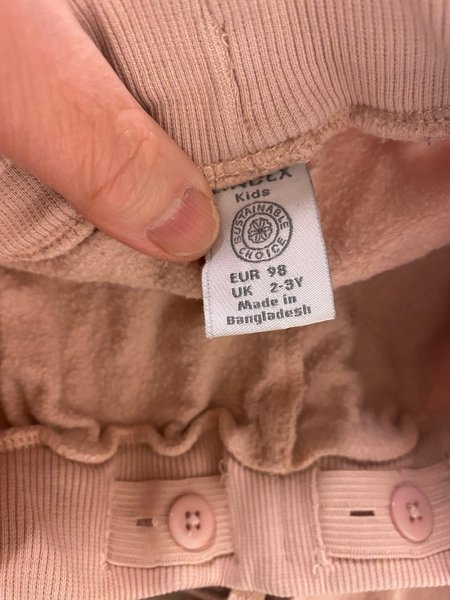 Kids
SUSTAINABLE
CHOICE
EUR 98
UK 2-3Y
Made in
Bangladesh